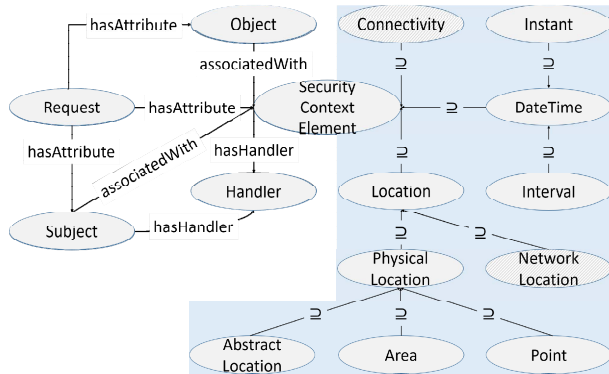 Object
Connectivity
Instant
hasAttribute
associatedWith
⊇
Request
hasAttribute
Security
Context
Element
⊇
DateTime
hasAttribute
associatedWith
hasHandler
⊇
⊇
Handler
Location
Interval
Subject
hasHandler
⊇
⊇
Physical
Location
Network
Location
⊇
⊇
⊇
Abstract
Location
Area
Point